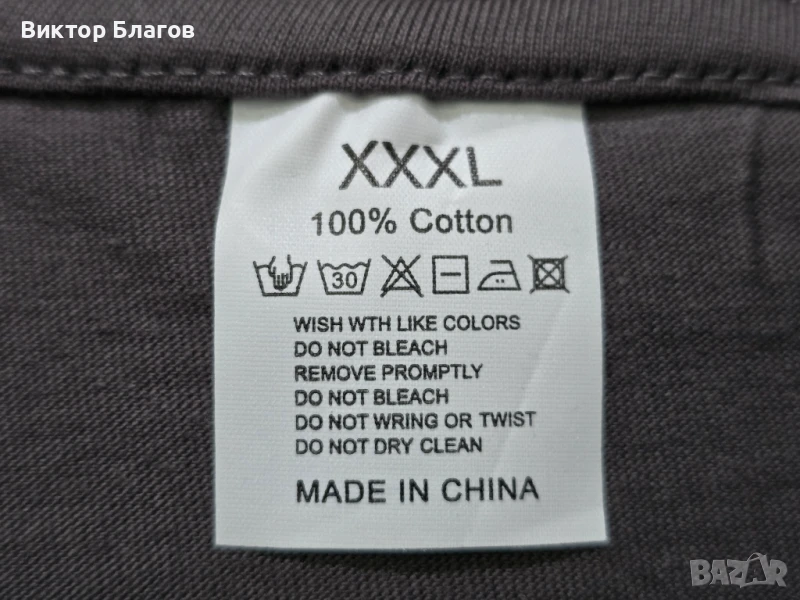 Виктор Благов
XXXL
100% Cotton
30
WISH WTH LIKE COLORS
DO NOT BLEACH
REMOVE PROMPTLY
DO NOT BLEACH
DO NOT WRING OR TWIST
DO NOT DRY CLEAN
MADE IN CHINA
BAZAR